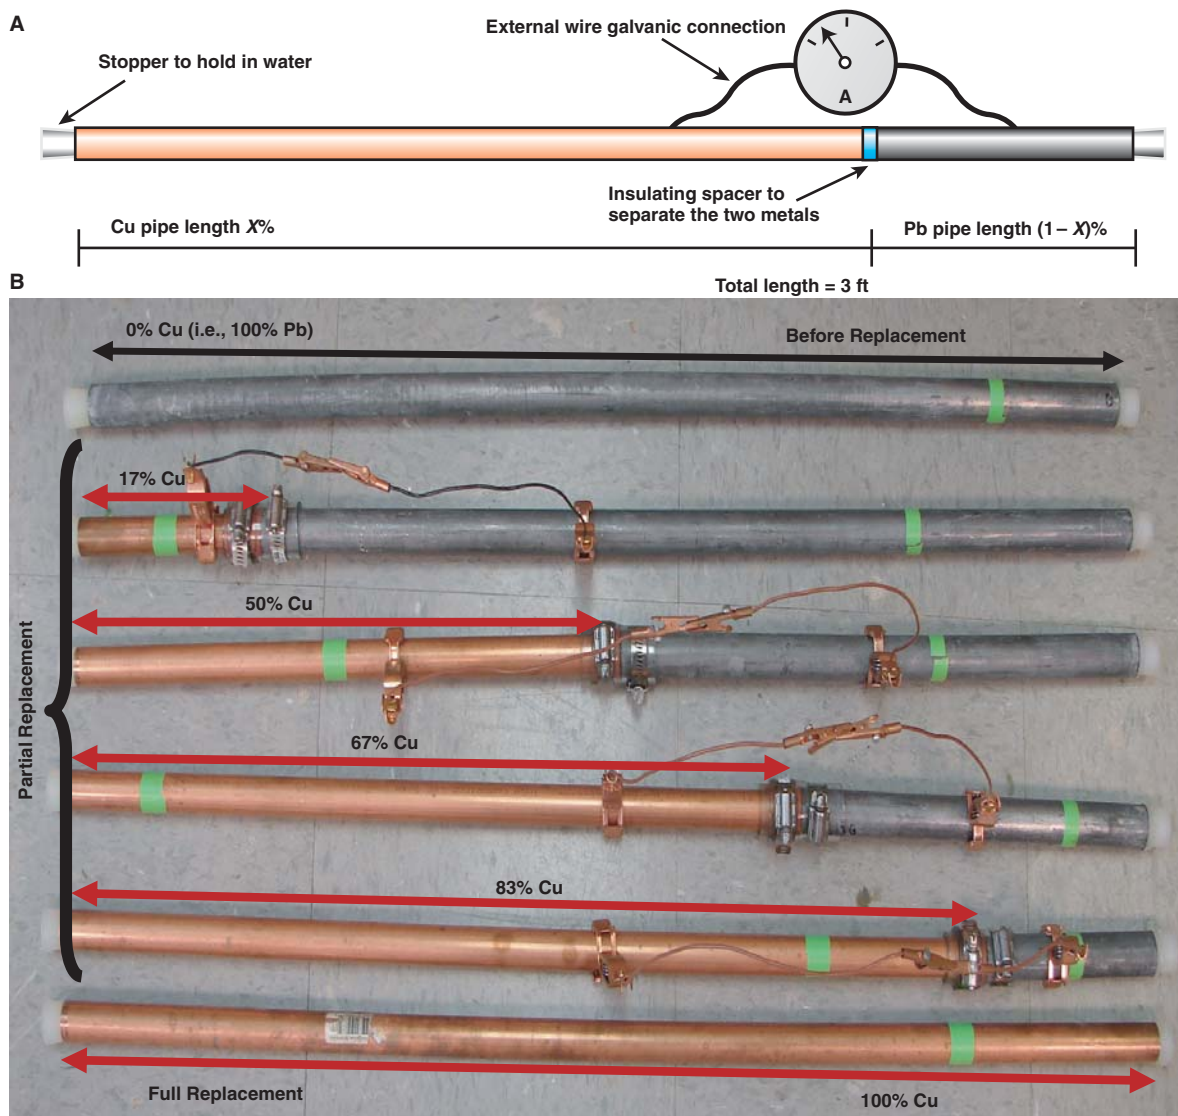 A
External wire galvanic connection
Stopper to hold in water
A
Insulating spacer to
separate the two metals
Cu pipe length X%
Pb pipe length (1 – X)%
Total length = 3 ft
B
0% Cu (i.e., 100% Pb)
Before Replacement
17% Cu
50% Cu
Partial Replacement
67% Cu
83% Cu
Full Replacement
100% Cu